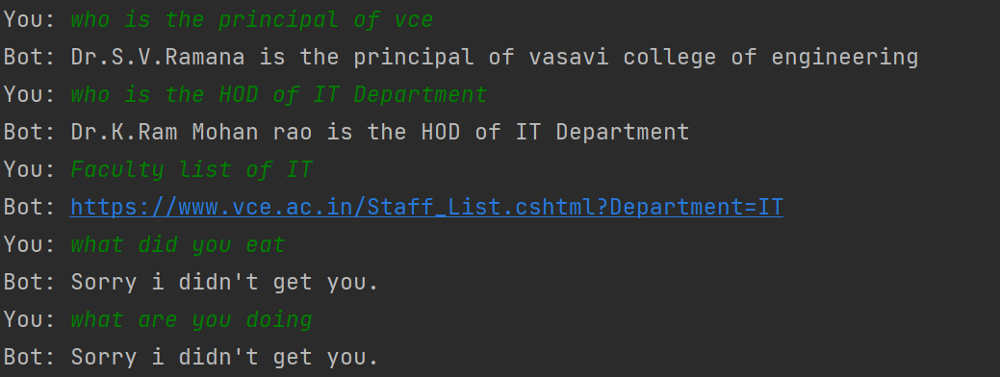 You: who is the principal of vce
Bot: Dr.S.V.Ramana is the principal of vasavi college of engineering
You: who is the HOD of IT Department
Bot: Dr.K.Ram Mohan rao is the HOD of IT Department
You: Faculty list of IT
Bot: https://www.vce.ac.in/Staff_List.cshtml?Department=IT
You: what did you eat
Bot: Sorry i didn't get you.
You: what are you doing
Bot: Sorry i didn't get you.